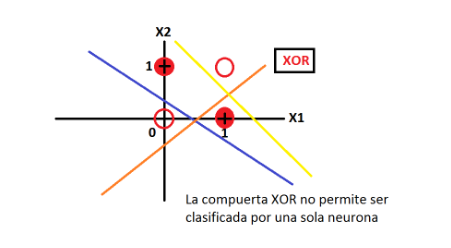 X2
XOR
1
X1
0
1
La compuerta XOR no permite ser
clasificada por una sola neurona